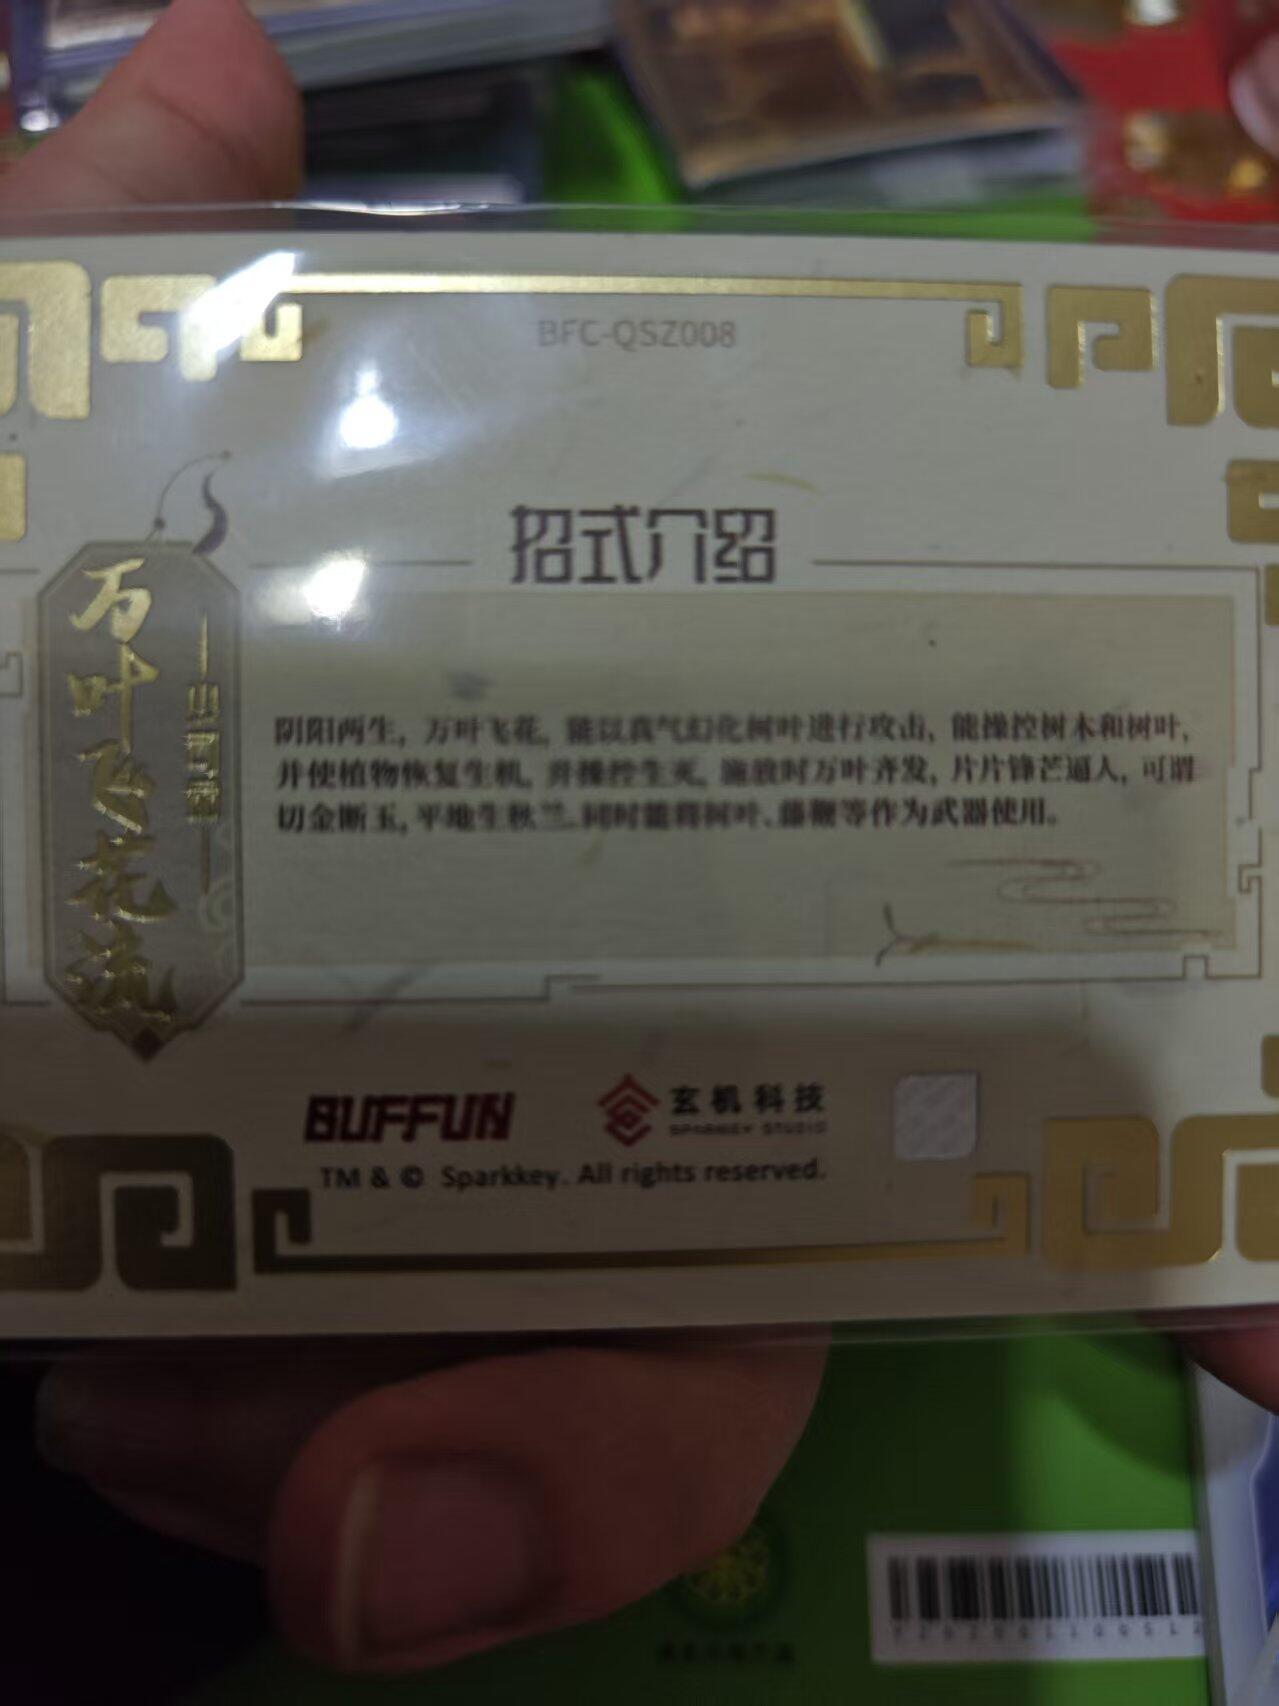 BFC-QSZ008
招式介绍
万叶飞花流
阴阳两生，万叶飞花，能以真气幻化树叶进行攻击，能操控树木和树叶，
并使植物恢复生机，并操控生死，施放时万叶齐发，片片锋芒逼人，可谓
切金断玉，平地生秋兰。同时能将树叶、藤鞭等作为武器使用。
BUFFUN
玄机科技
SPARKKEY STUDIO
TM & © Sparkkey. All rights reserved.